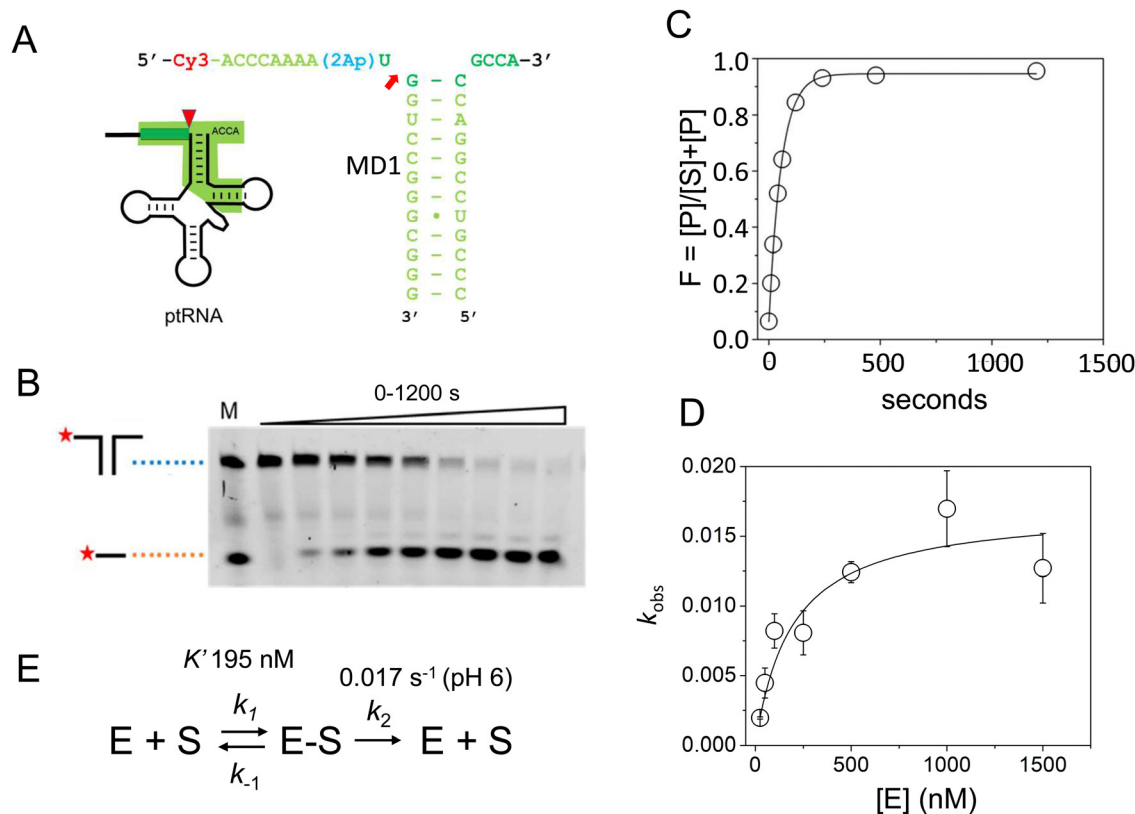 A
5′-Cy3-ACCCAAAA(2Ap)U GCCA-3′
G – C
G – C
U – A
C – G
C – G
G – C
G – C
G • U
C – G
G – C
G – C
G – C
3′ 5′
MD1
ACCA
ptRNA
B
M
0-1200 s
E
K’ 195 nM
0.017 s-1 (pH 6)
k1
k2
E + S E-S E + S
k-1
C
1.0
0.8
0.6
0.4
0.2
0.0
F = [P]/[S]+[P]
0 500 1000 1500
seconds
D
0.020
0.015
0.010
0.005
0.000
kobs
0 500 1000 1500
[E] (nM)